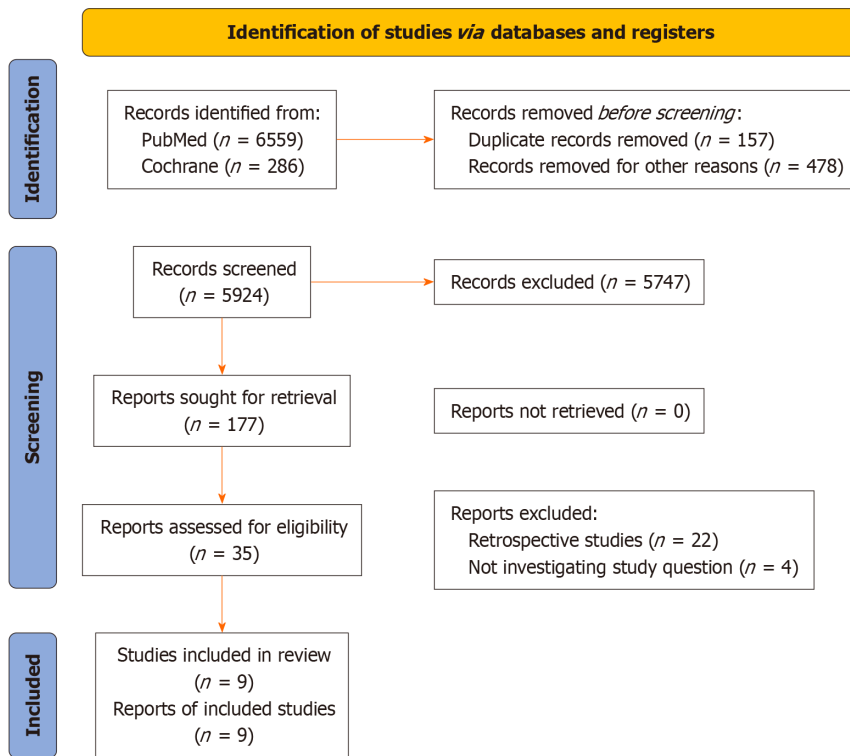 Identification of studies via databases and registers
Identification
Records identified from:
PubMed (n = 6559)
Cochrane (n = 286)
Records removed before screening:
Duplicate records removed (n = 157)
Records removed for other reasons (n = 478)
Screening
Records screened
(n = 5924)
Records excluded (n = 5747)
Reports sought for retrieval
(n = 177)
Reports not retrieved (n = 0)
Reports assessed for eligibility
(n = 35)
Reports excluded:
Retrospective studies (n = 22)
Not investigating study question (n = 4)
Included
Studies included in review
(n = 9)
Reports of included studies
(n = 9)